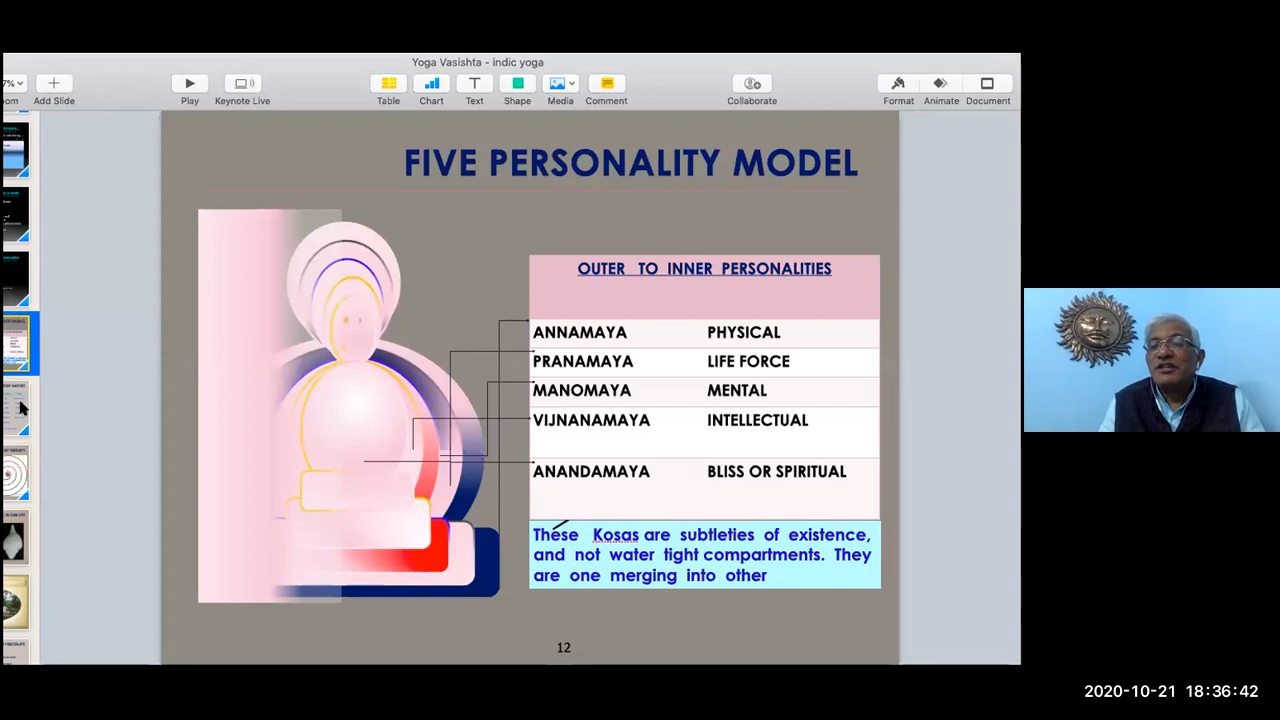 Yoga Vasishta - indic yoga
7%
oom
Add Slide
Play
Keynote Live
Table
Chart
Text
Shape
Media
Comment
Collaborate
Format
Animate
Document
FIVE PERSONALITY MODEL
OUTER TO INNER PERSONALITIES
ANNAMAYA PHYSICAL
PRANAMAYA LIFE FORCE
MANOMAYA MENTAL
VIJNANAMAYA INTELLECTUAL
ANANDAMAYA BLISS OR SPIRITUAL
These Kosas are subtleties of existence,
and not water tight compartments. They
are one merging into other
12
2020-10-21 18:36:42